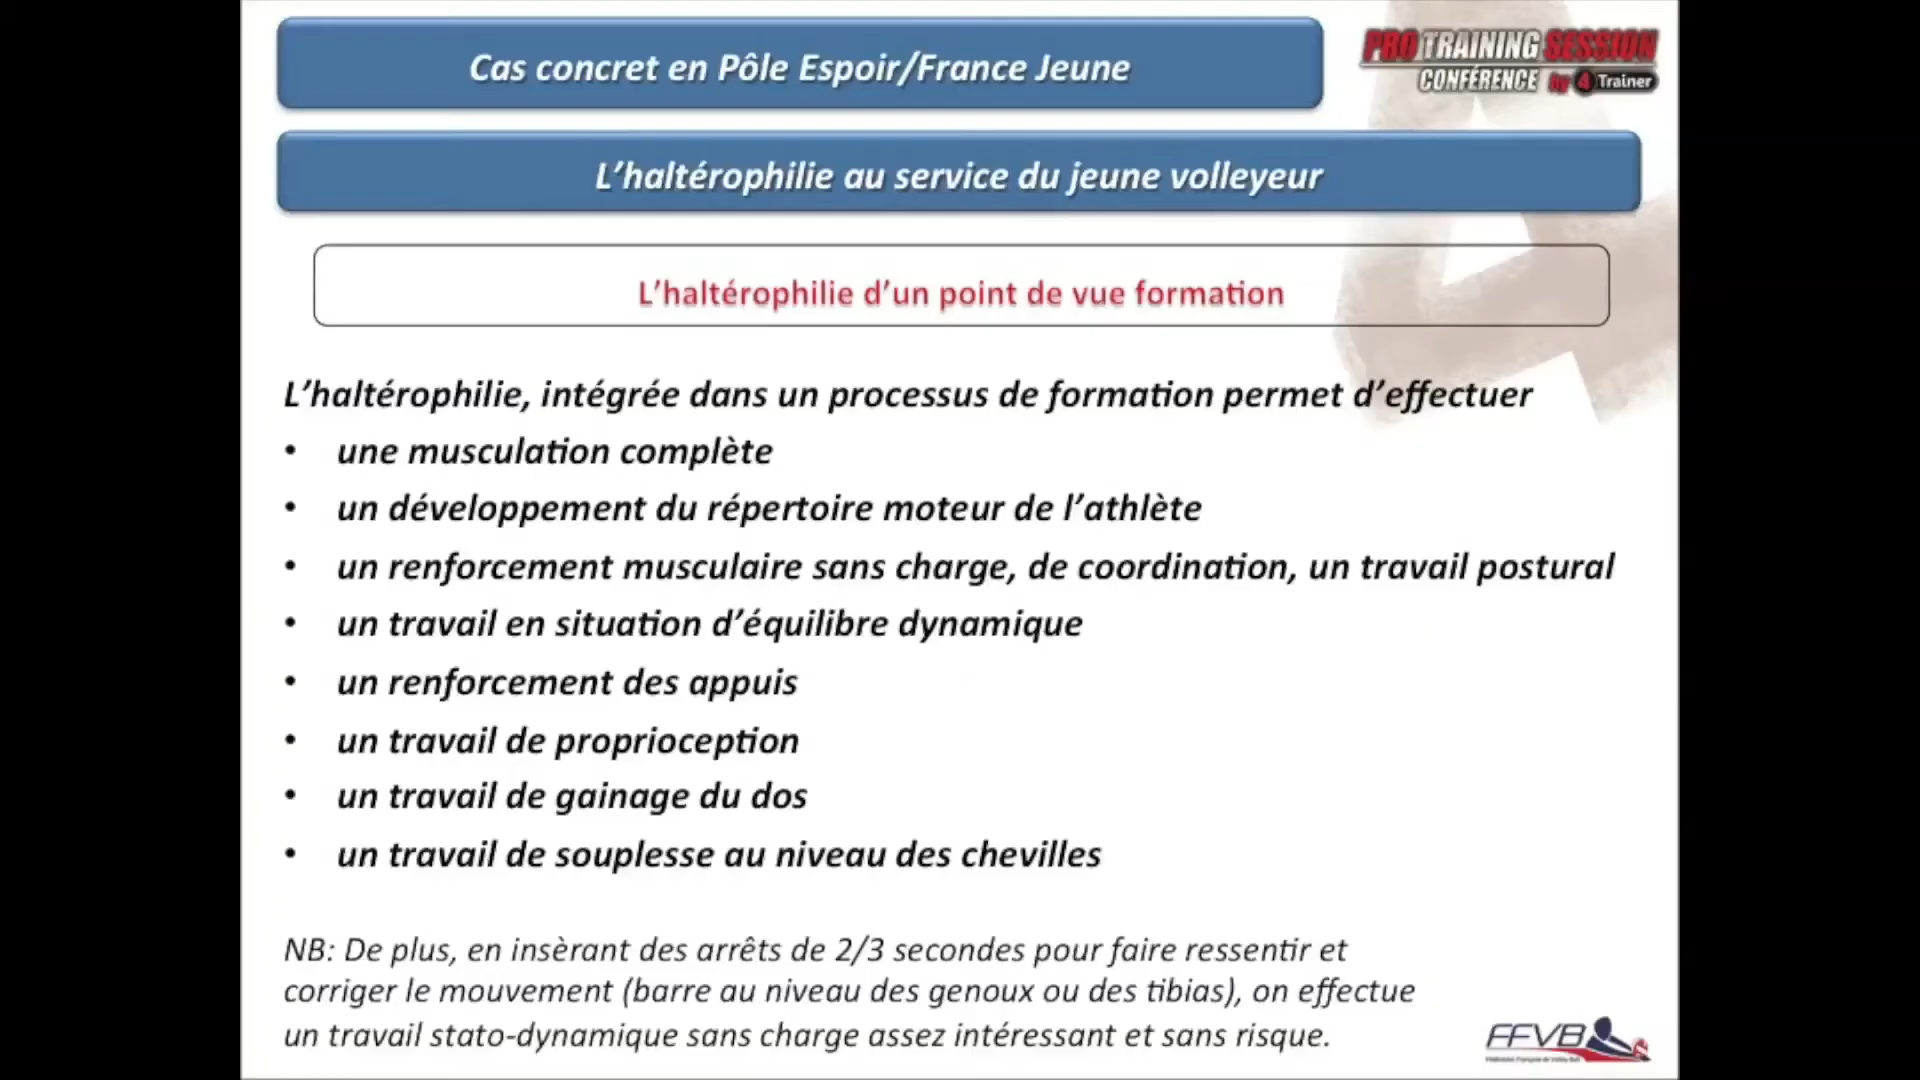 Cas concret en Pôle Espoir/France Jeune
PRO TRAINING SESSION
CONFÉRENCE by 4 Trainer
L’haltérophilie au service du jeune volleyeur
L’haltérophilie d’un point de vue formation
L’haltérophilie, intégrée dans un processus de formation permet d’effectuer
• une musculation complète
• un développement du répertoire moteur de l’athlète
• un renforcement musculaire sans charge, de coordination, un travail postural
• un travail en situation d’équilibre dynamique
• un renforcement des appuis
• un travail de proprioception
• un travail de gainage du dos
• un travail de souplesse au niveau des chevilles
NB: De plus, en insèrant des arrêts de 2/3 secondes pour faire ressentir et
corriger le mouvement (barre au niveau des genoux ou des tibias), on effectue
un travail stato-dynamique sans charge assez intéressant et sans risque.
FFVB